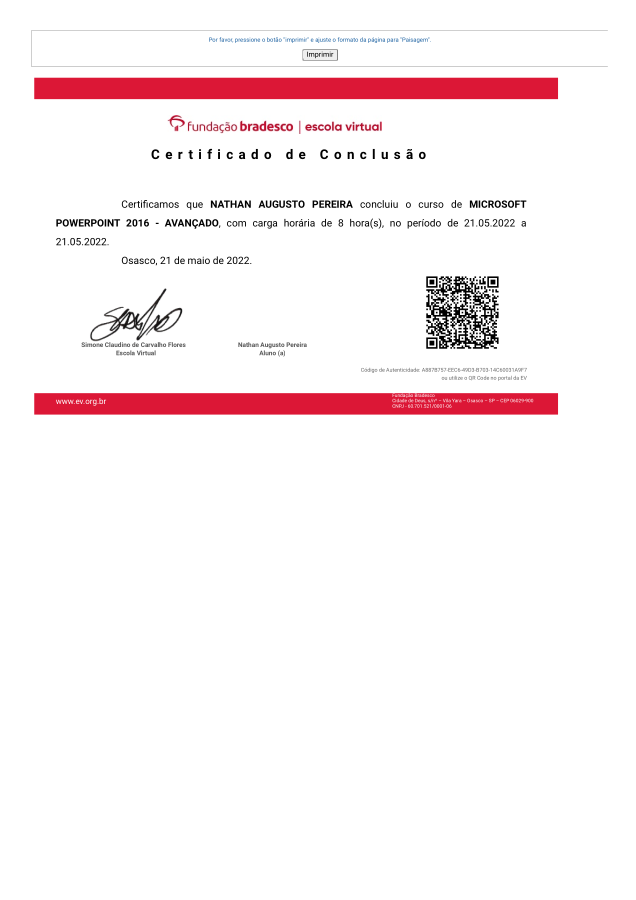 Por favor, pressione o botão "imprimir" e ajuste o formato da página para "Paisagem".
Imprimir
fundação bradesco | escola virtual
Certificado de Conclusão
Certificamos que NATHAN AUGUSTO PEREIRA concluiu o curso de MICROSOFT
POWERPOINT 2016 - AVANÇADO, com carga horária de 8 hora(s), no período de 21.05.2022 a
21.05.2022.
Osasco, 21 de maio de 2022.
Simone Claudino de Carvalho Flores
Escola Virtual
Nathan Augusto Pereira
Aluno (a)
Código de Autenticidade: A887B757-EEC6-49D3-B703-14C60031A9F7
ou utilize o QR Code no portal da EV
www.ev.org.br
Fundação Bradesco
Cidade de Deus, s/nº – Vila Yara – Osasco – SP – CEP 06029-900
CNPJ - 60.701.521/0001-06